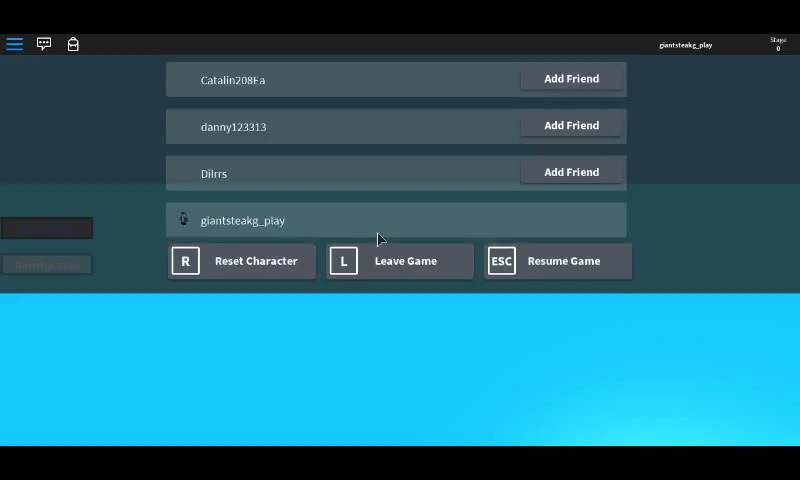 giantsteakg_play
Stage
0
Catalin208Ea
Add Friend
danny123313
Add Friend
Dilrrs
Add Friend
giantsteakg_play
R Reset Character
L Leave Game
ESC Resume Game